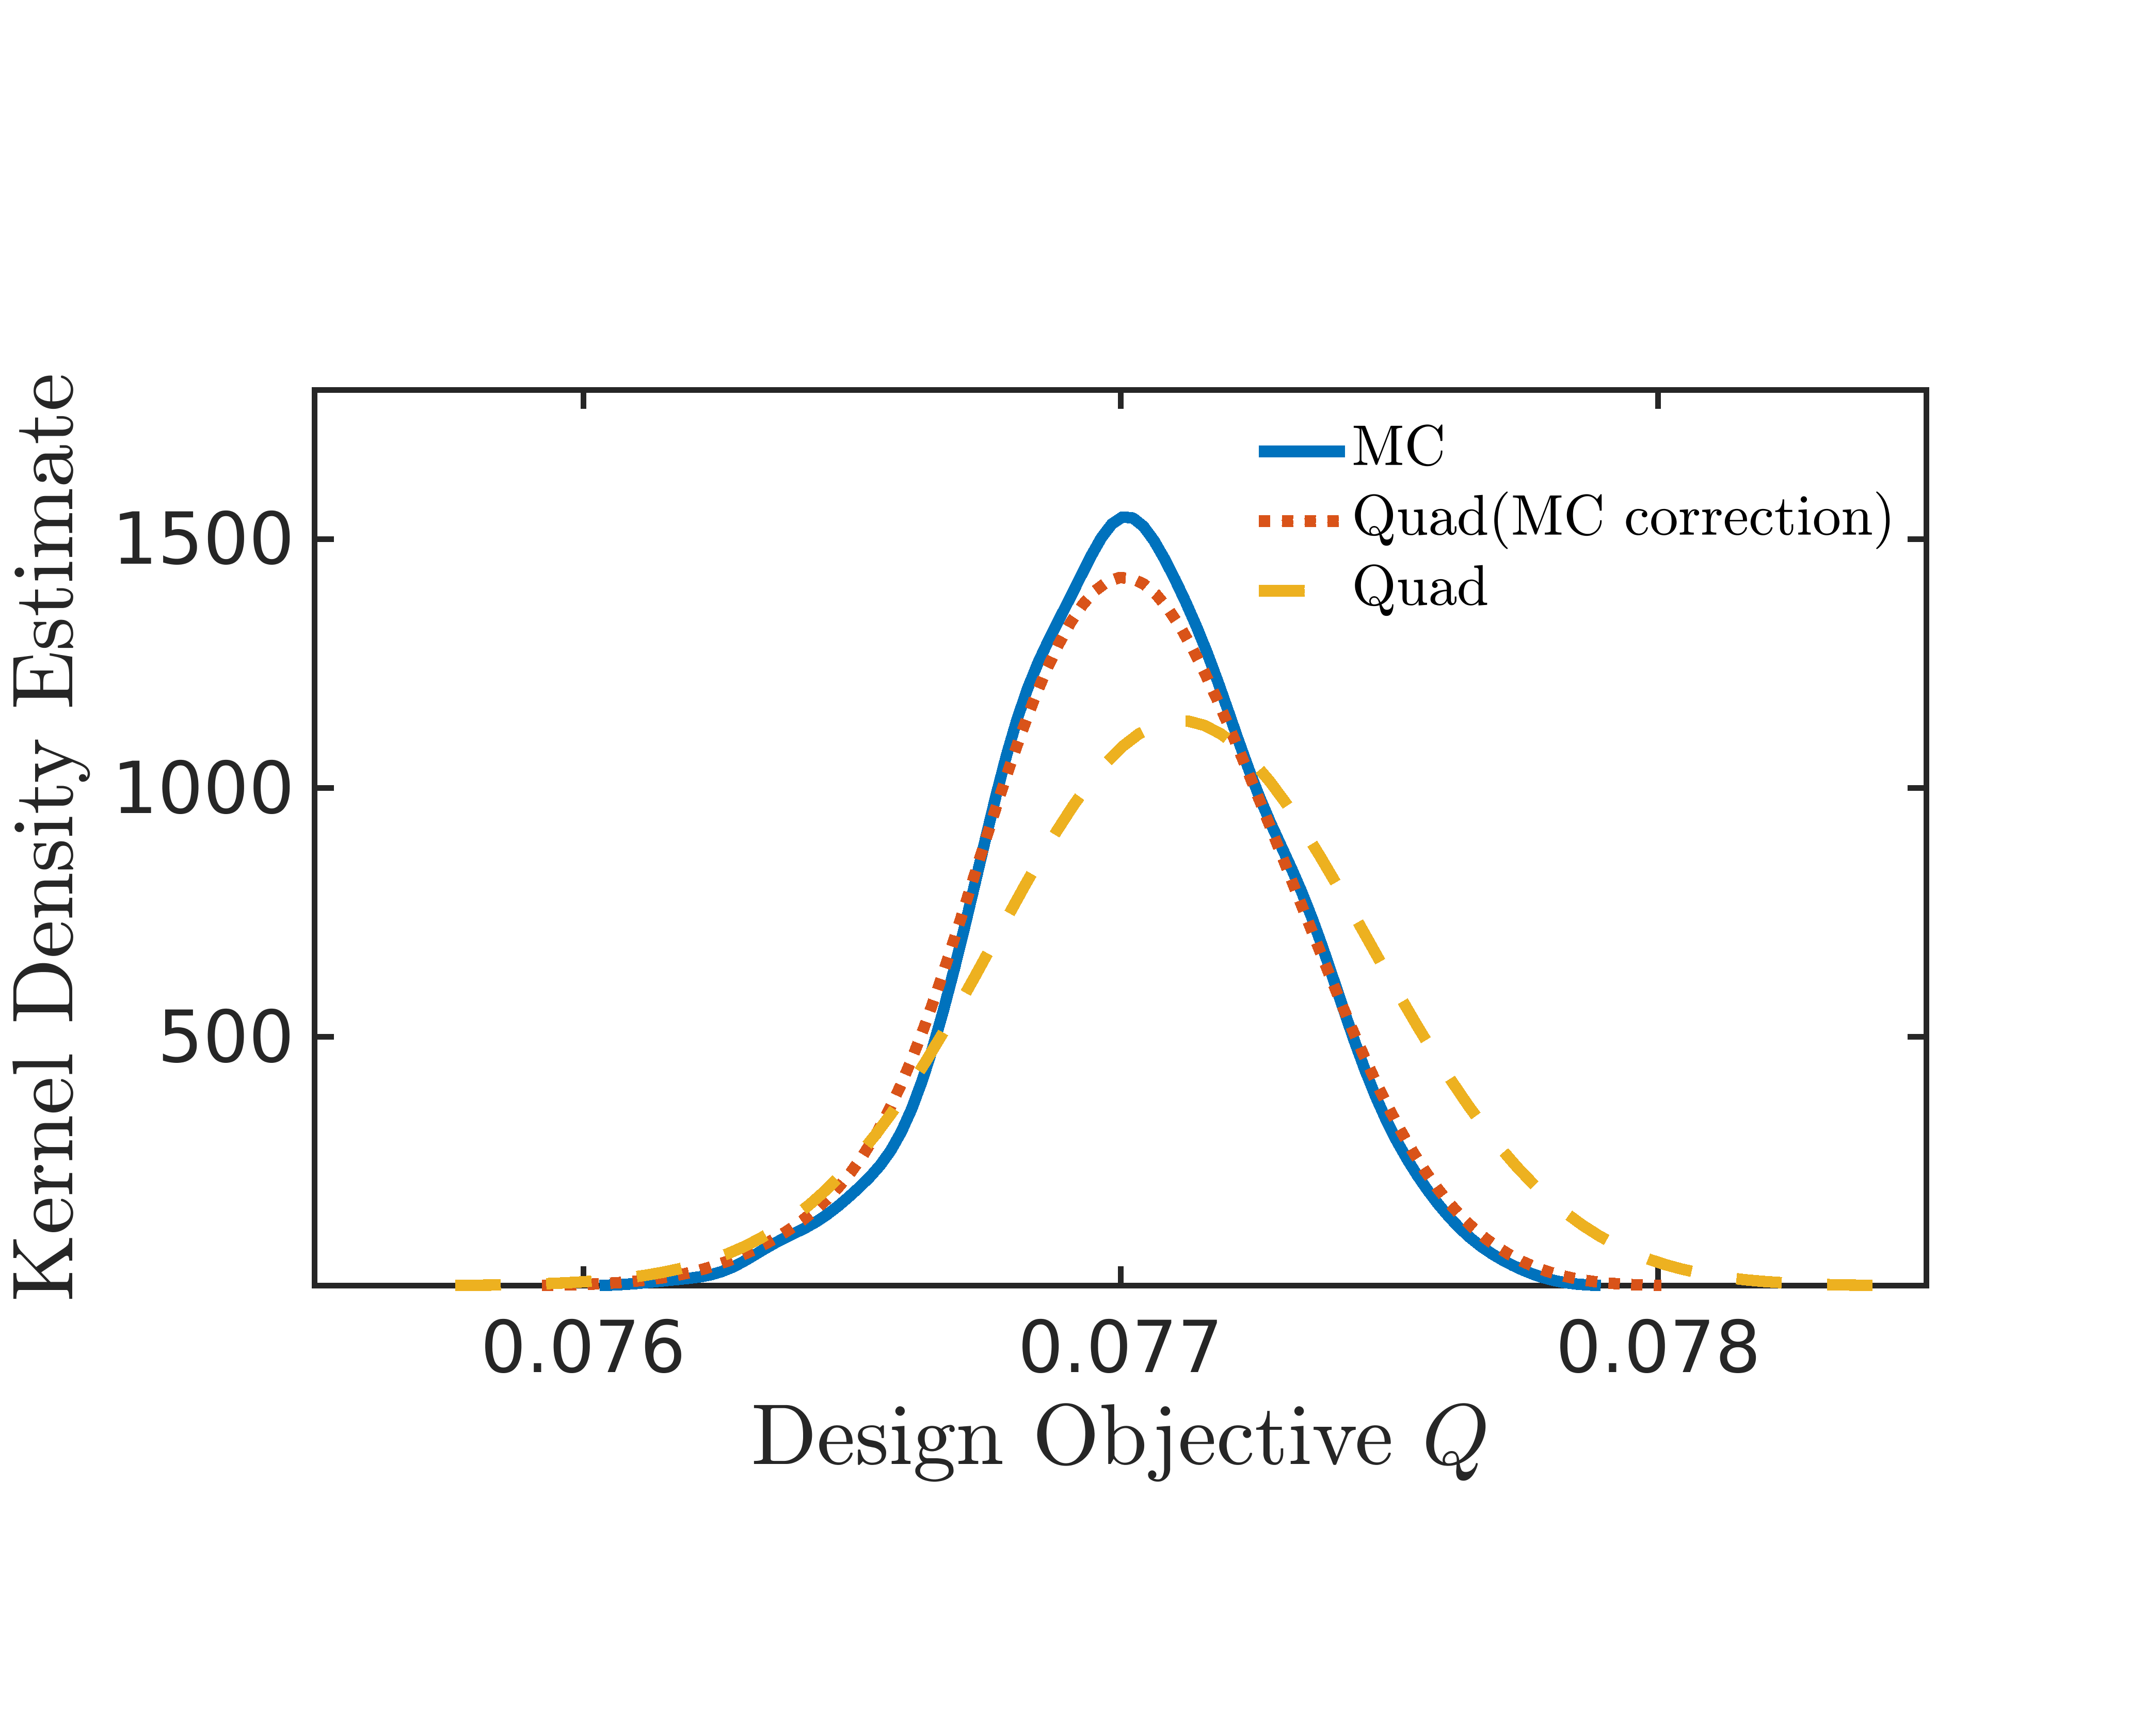 Kernel Density Estimate
1500
1000
500
MC
Quad(MC correction)
Quad
0.076
0.077
0.078
Design Objective Q